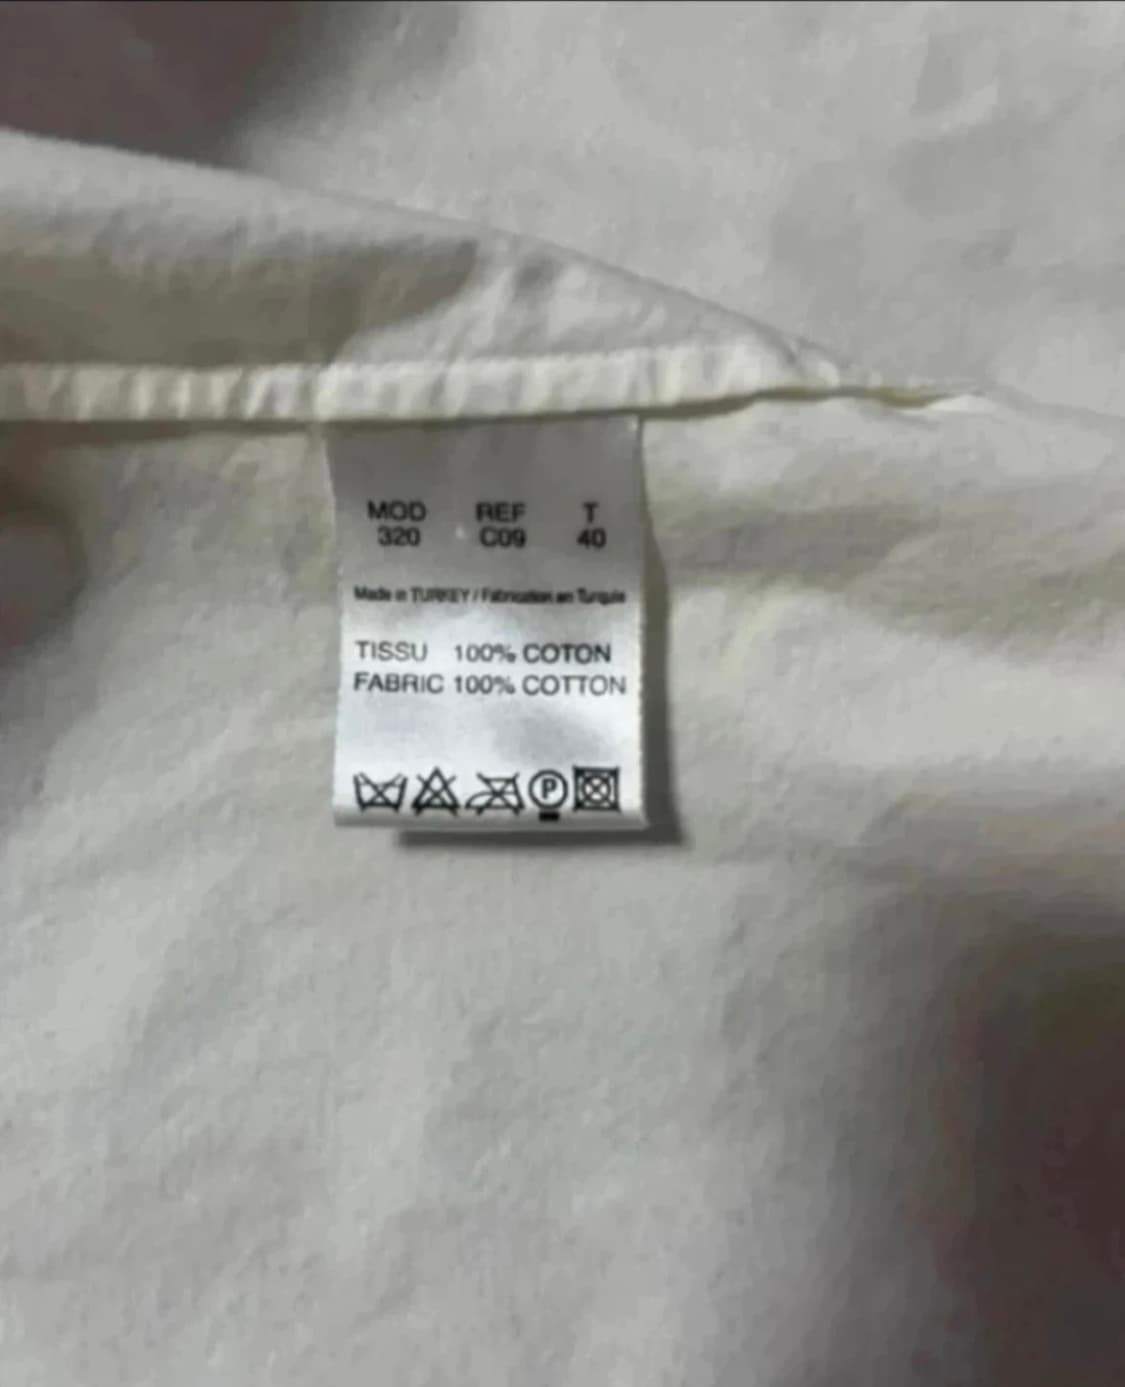 MOD REF T
320 C09 40
Made in TURKEY / Fabrication en Turquie
TISSU 100% COTON
FABRIC 100% COTTON
P